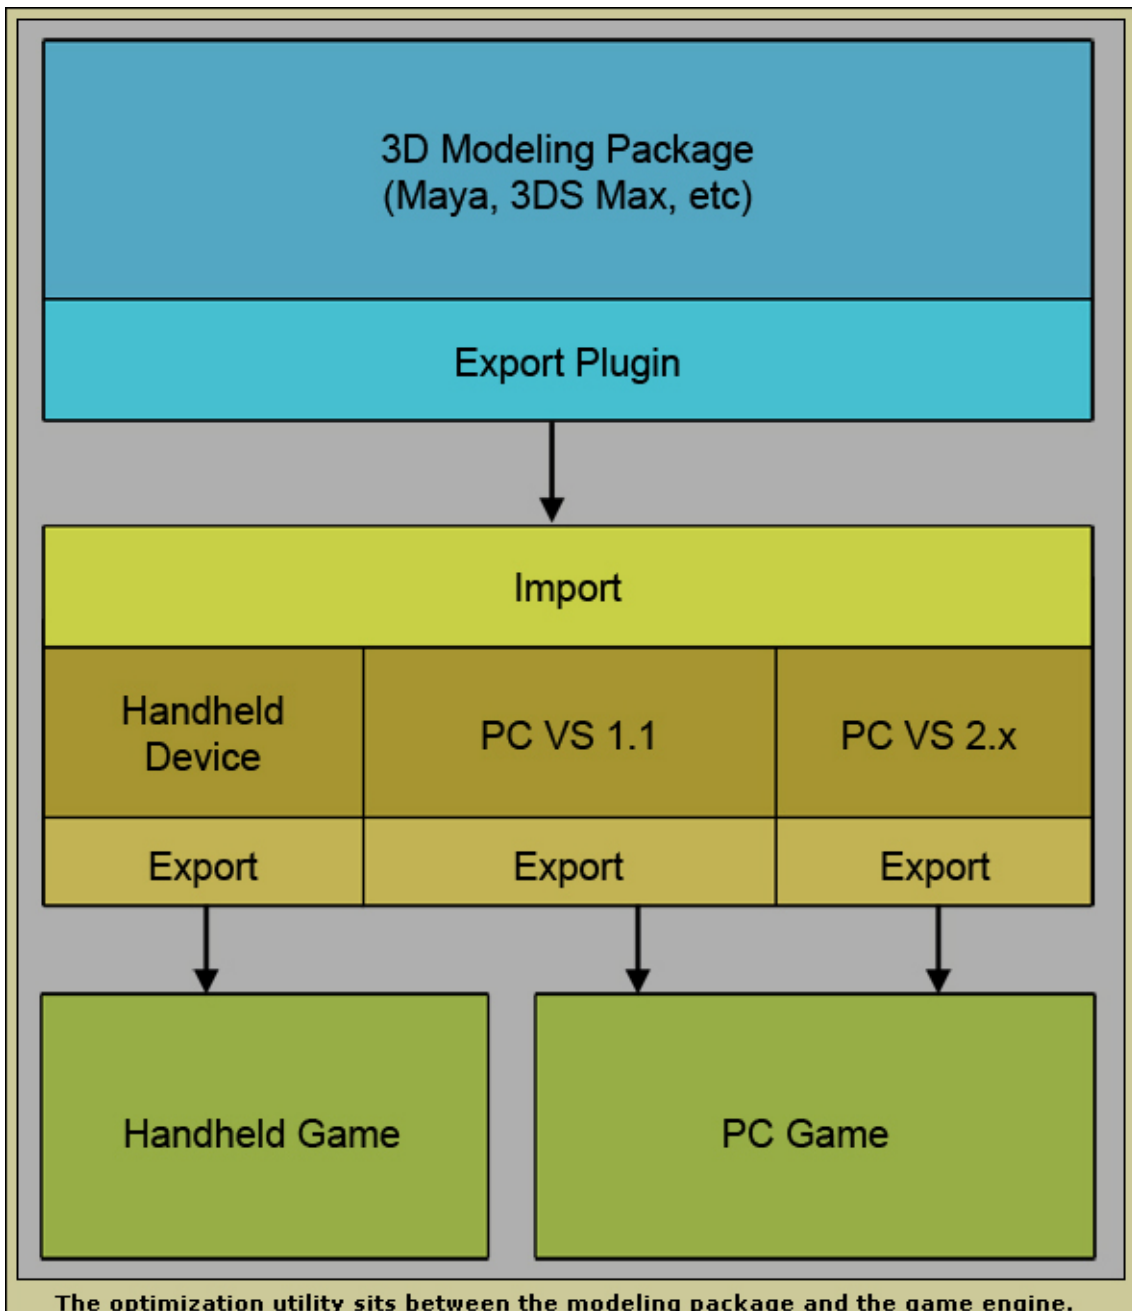 3D Modeling Package
(Maya, 3DS Max, etc)
Export Plugin
Import
Handheld
Device
PC VS 1.1
PC VS 2.x
Export
Export
Export
Handheld Game
PC Game
The optimization utility sits between the modeling package and the game engine.